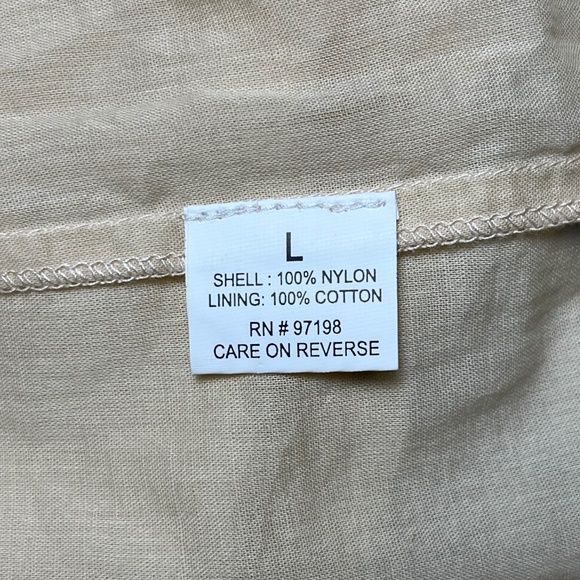 L
SHELL : 100% NYLON
LINING: 100% COTTON
RN # 97198
CARE ON REVERSE